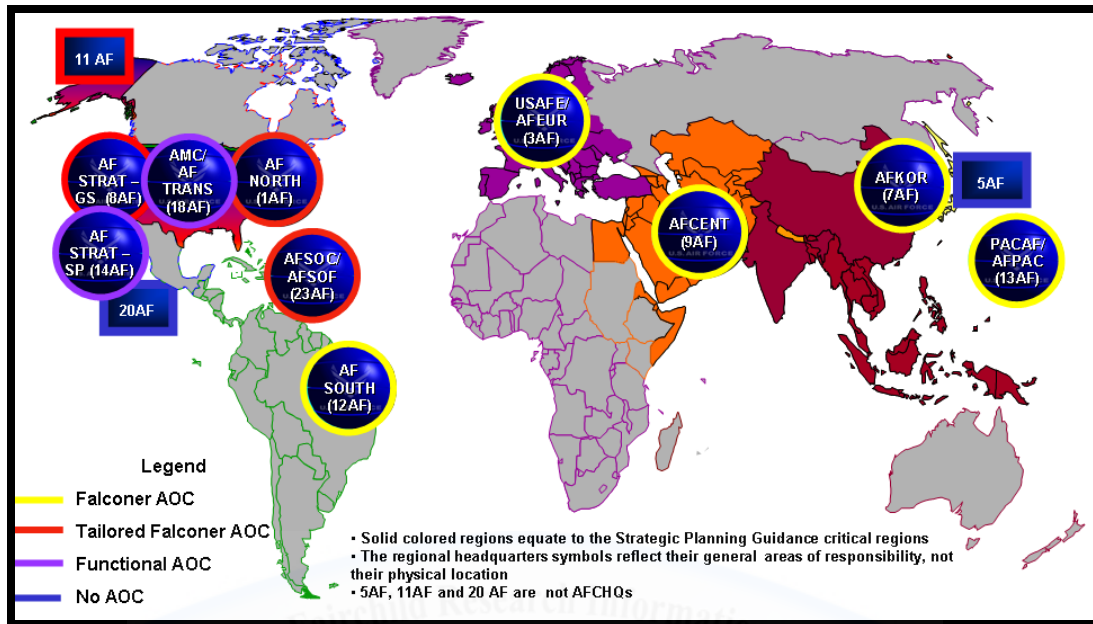 11 AF
USAFE/
AFEUR
(3AF)
AF
STRAT –
GS (8AF)
AMC/
AF
TRANS
(18AF)
AF
NORTH
(1AF)
AFKOR
(7AF)
5AF
AFCENT
(9AF)
AF
STRAT –
SP (14AF)
AFSOC/
AFSOF
(23AF)
PACAF/
AFPAC
(13AF)
20AF
AF
SOUTH
(12AF)
Legend
Falconer AOC
Tailored Falconer AOC
Functional AOC
No AOC
• Solid colored regions equate to the Strategic Planning Guidance critical regions
• The regional headquarters symbols reflect their general areas of responsibility, not
their physical location
• 5AF, 11AF and 20 AF are not AFCHQs